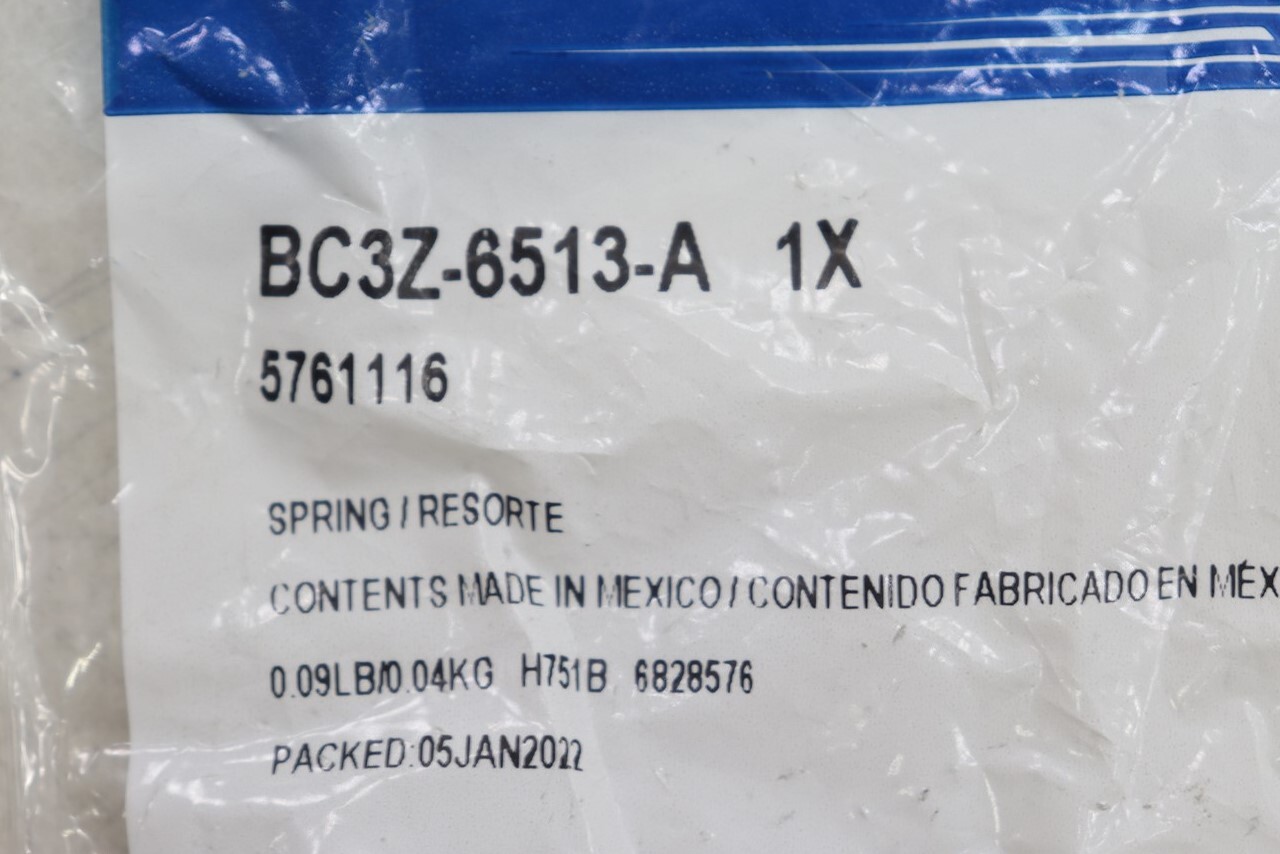 BC3Z-6513-A 1X
5761116
SPRING / RESORTE
CONTENTS MADE IN MEXICO / CONTENIDO FABRICADO EN MÉX
0.09LB/0.04KG H751B 6828576
PACKED:05JAN2022